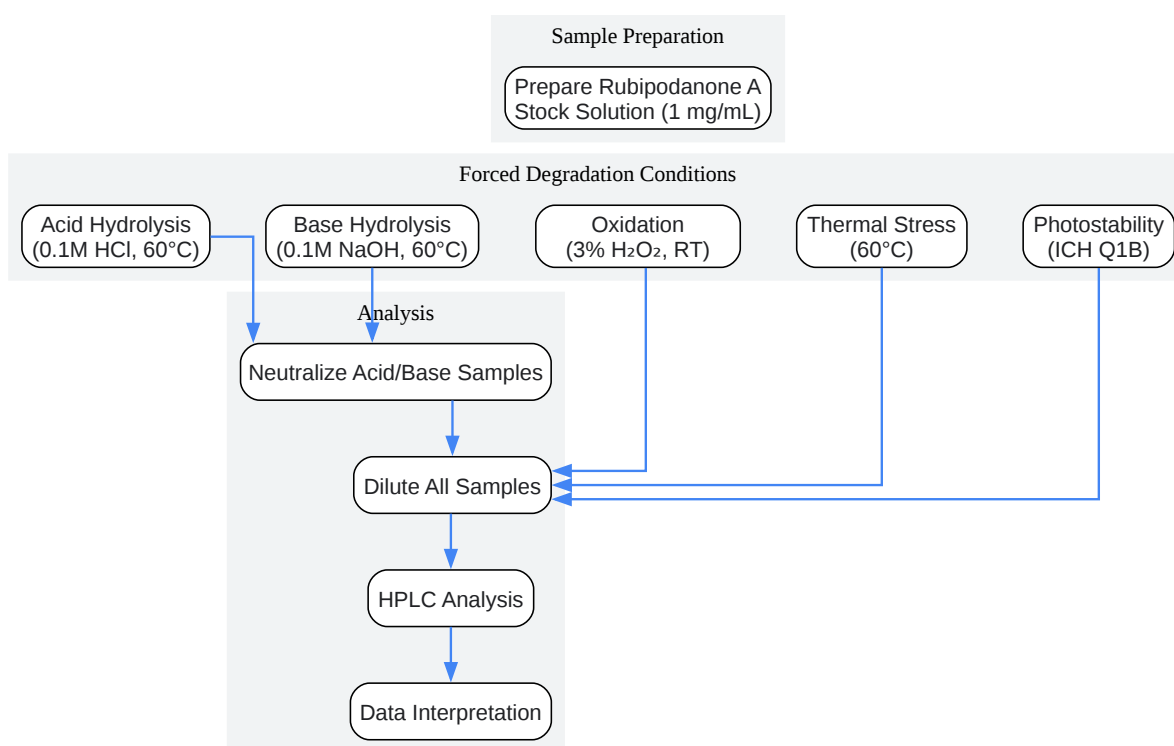 Sample Preparation
Prepare Rubipodanone A
Stock Solution (1 mg/mL)
Forced Degradation Conditions
Acid Hydrolysis
(0.1M HCl, 60°C)
Base Hydrolysis
(0.1M NaOH, 60°C)
Oxidation
(3% H₂O₂, RT)
Thermal Stress
(60°C)
Photostability
(ICH Q1B)
Analysis
Neutralize Acid/Base Samples
Dilute All Samples
HPLC Analysis
Data Interpretation